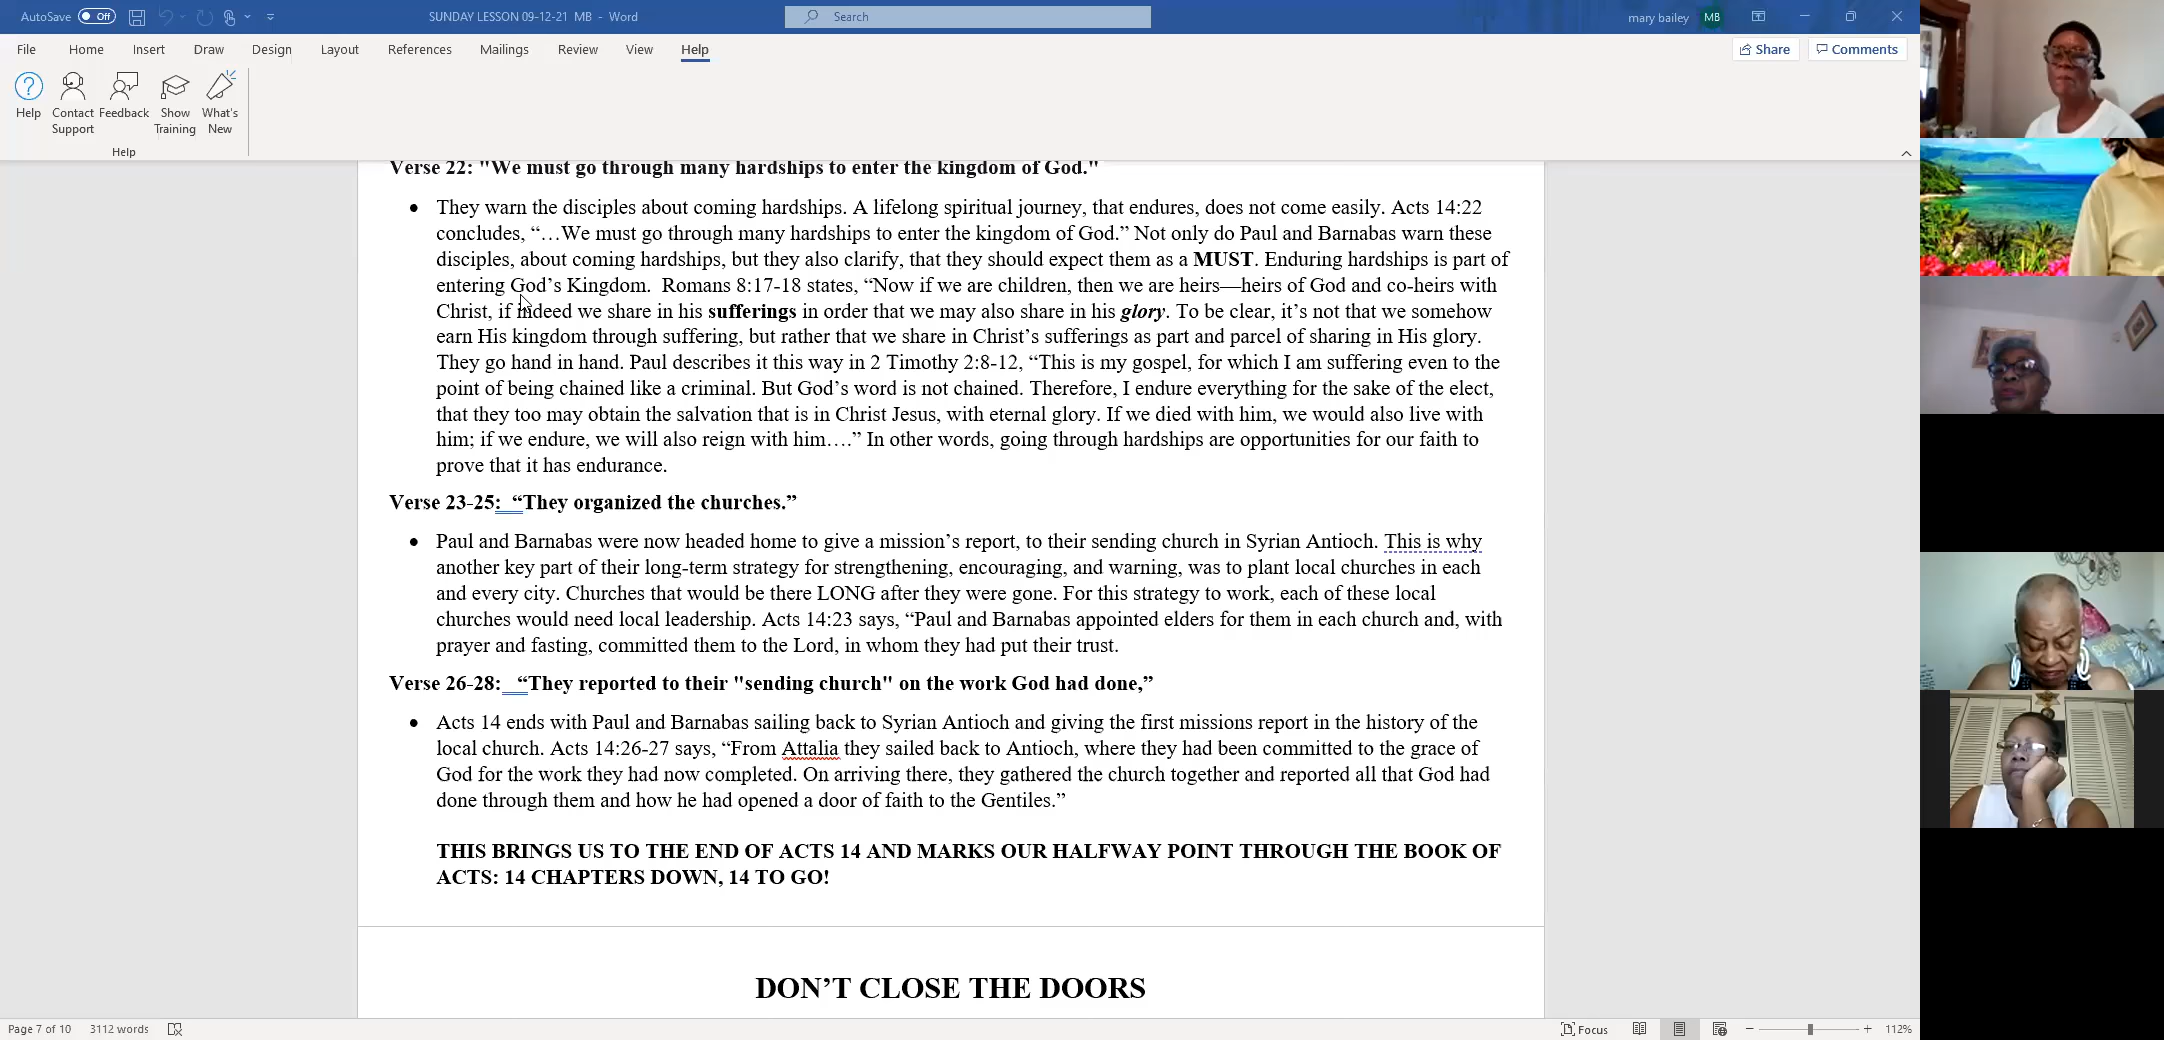 AutoSave Off SUNDAY LESSON 09-12-21 MB - Word Search mary bailey MB
File Home Insert Draw Design Layout References Mailings Review View Help Share Comments
Help Contact Support Feedback Show Training What's New
Help
Verse 22: "We must go through many hardships to enter the kingdom of God."
• They warn the disciples about coming hardships. A lifelong spiritual journey, that endures, does not come easily. Acts 14:22
concludes, “…We must go through many hardships to enter the kingdom of God.” Not only do Paul and Barnabas warn these
disciples, about coming hardships, but they also clarify, that they should expect them as a MUST. Enduring hardships is part of
entering God’s Kingdom.  Romans 8:17-18 states, “Now if we are children, then we are heirs—heirs of God and co-heirs with
Christ, if indeed we share in his sufferings in order that we may also share in his glory. To be clear, it’s not that we somehow
earn His kingdom through suffering, but rather that we share in Christ’s sufferings as part and parcel of sharing in His glory.
They go hand in hand. Paul describes it this way in 2 Timothy 2:8-12, “This is my gospel, for which I am suffering even to the
point of being chained like a criminal. But God’s word is not chained. Therefore, I endure everything for the sake of the elect,
that they too may obtain the salvation that is in Christ Jesus, with eternal glory. If we died with him, we would also live with
him; if we endure, we will also reign with him….” In other words, going through hardships are opportunities for our faith to
prove that it has endurance.
Verse 23-25:  “They organized the churches.”
• Paul and Barnabas were now headed home to give a mission’s report, to their sending church in Syrian Antioch. This is why
another key part of their long-term strategy for strengthening, encouraging, and warning, was to plant local churches in each
and every city. Churches that would be there LONG after they were gone. For this strategy to work, each of these local
churches would need local leadership. Acts 14:23 says, “Paul and Barnabas appointed elders for them in each church and, with
prayer and fasting, committed them to the Lord, in whom they had put their trust.
Verse 26-28:  “They reported to their "sending church" on the work God had done,”
• Acts 14 ends with Paul and Barnabas sailing back to Syrian Antioch and giving the first missions report in the history of the
local church. Acts 14:26-27 says, “From Attalia they sailed back to Antioch, where they had been committed to the grace of
God for the work they had now completed. On arriving there, they gathered the church together and reported all that God had
done through them and how he had opened a door of faith to the Gentiles.”
THIS BRINGS US TO THE END OF ACTS 14 AND MARKS OUR HALFWAY POINT THROUGH THE BOOK OF
ACTS: 14 CHAPTERS DOWN, 14 TO GO!
DON’T CLOSE THE DOORS
Page 7 of 10 3112 words Focus 112%